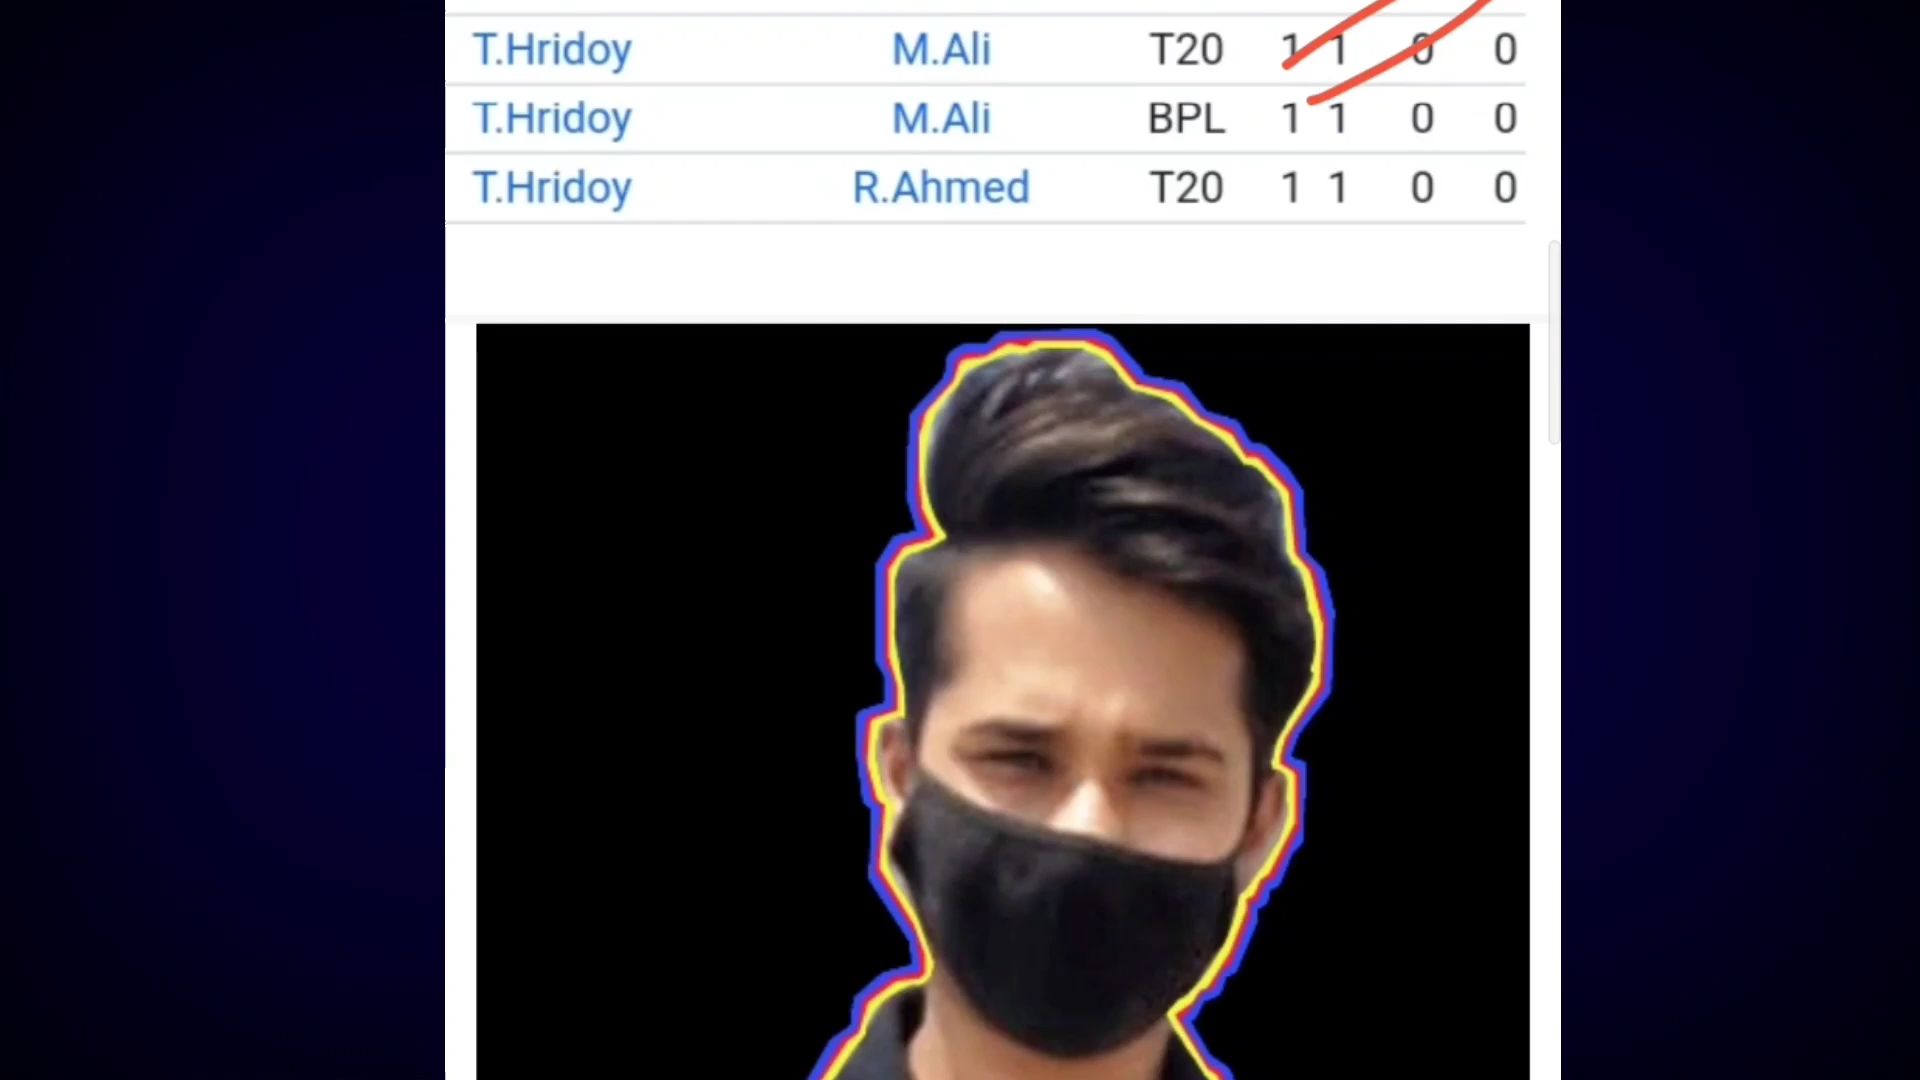 T.Hridoy M.Ali T20 1 1 0 0
T.Hridoy M.Ali BPL 1 1 0 0
T.Hridoy R.Ahmed T20 1 1 0 0